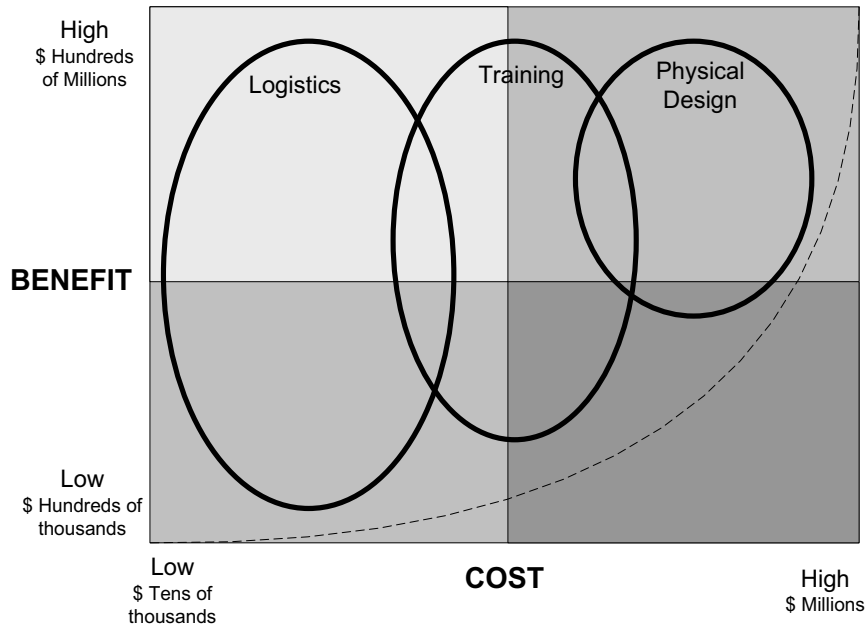 High
$ Hundreds
of Millions
Logistics
Training
Physical
Design
BENEFIT
Low
$ Hundreds of
thousands
Low
$ Tens of
thousands
COST
High
$ Millions